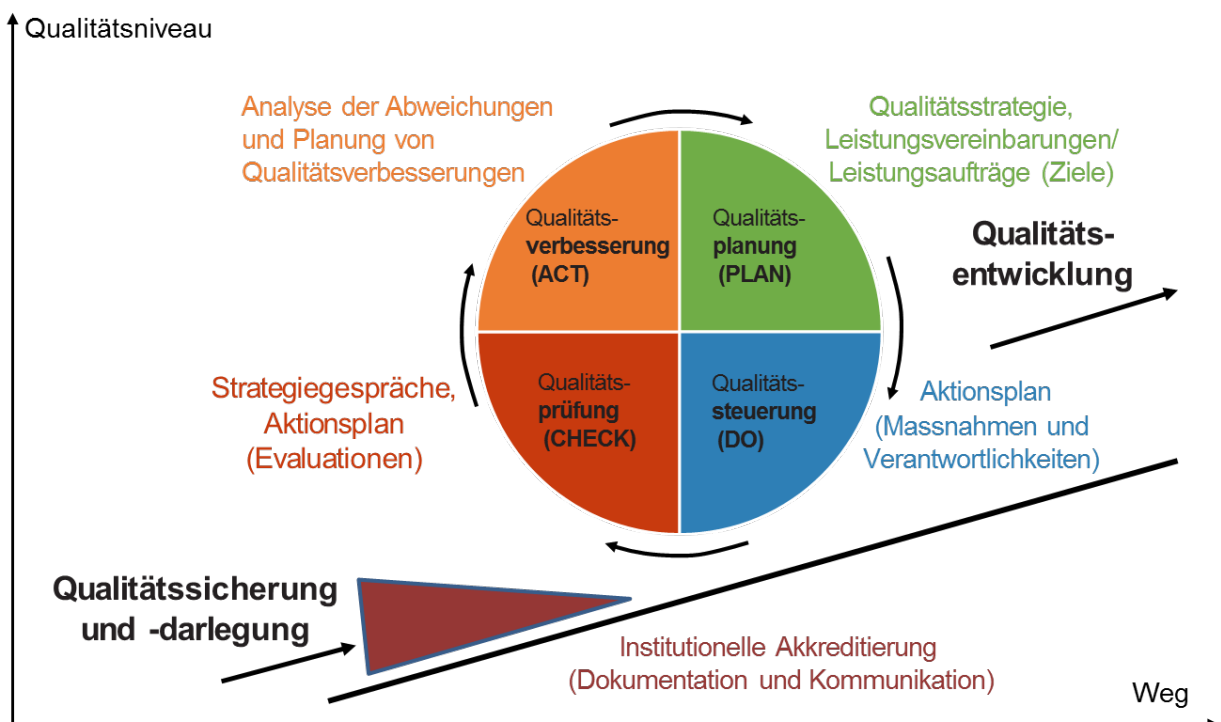 Qualitätsniveau
Analyse der Abweichungen
und Planung von
Qualitätsverbesserungen
Qualitätsstrategie,
Leistungsvereinbarungen/
Leistungsaufträge (Ziele)
Qualitäts-
verbesserung
(ACT)
Qualitäts-
planung
(PLAN)
Qualitäts-
entwicklung
Strategiegespräche,
Aktionsplan
(Evaluationen)
Qualitäts-
prüfung
(CHECK)
Qualitäts-
steuerung
(DO)
Aktionsplan
(Massnahmen und
Verantwortlichkeiten)
Qualitätssicherung
und -darlegung
Institutionelle Akkreditierung
(Dokumentation und Kommunikation)
Weg